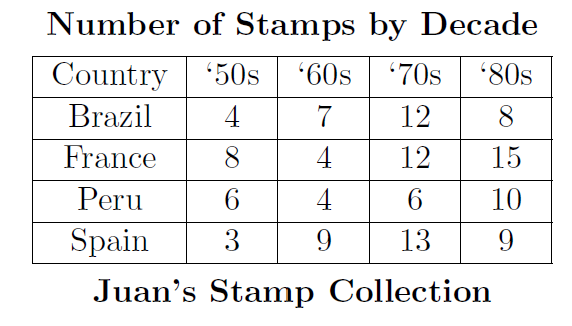 Number of Stamps by Decade
Country ‘50s ‘60s ‘70s ‘80s
Brazil 4 7 12 8
France 8 4 12 15
Peru 6 4 6 10
Spain 3 9 13 9
Juan's Stamp Collection